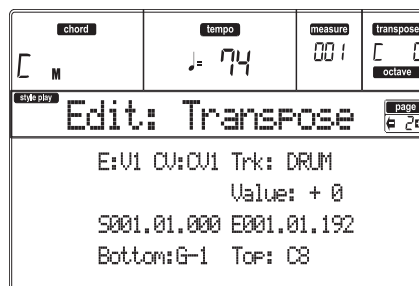 chord tempo measure transpose
C M ♩= 74 001 C
octave
style play Edit: Transpose page
2
E:V1 CV:CV1 Trk: DRUM
Value: + 0
S001.01.000 E001.01.192
Bottom:G-1 Top: C8